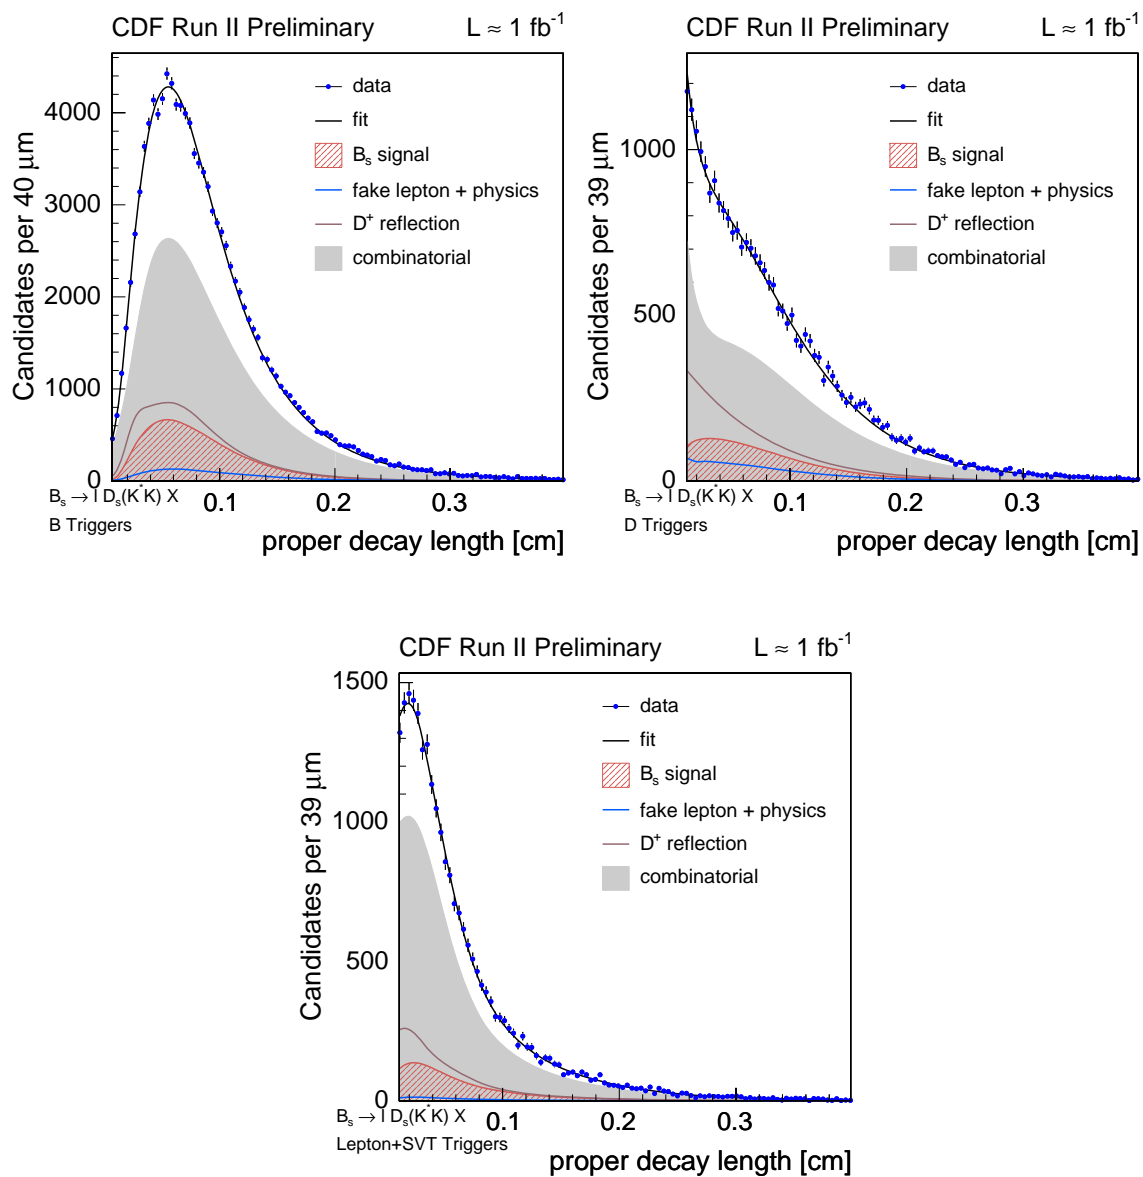 CDF Run II Preliminary L ≈ 1 fb⁻¹
data
fit
Bₛ signal
fake lepton + physics
D⁺ reflection
combinatorial
Candidates per 40 μm
4000
3000
2000
1000
0
0.1
0.2
0.3
Bₛ → l Dₛ(K*K) X
B Triggers
proper decay length [cm]
CDF Run II Preliminary L ≈ 1 fb⁻¹
data
fit
Bₛ signal
fake lepton + physics
D⁺ reflection
combinatorial
Candidates per 39 μm
1000
500
0
0.1
0.2
0.3
Bₛ → l Dₛ(K*K) X
D Triggers
proper decay length [cm]
CDF Run II Preliminary L ≈ 1 fb⁻¹
data
fit
Bₛ signal
fake lepton + physics
D⁺ reflection
combinatorial
Candidates per 39 μm
1500
1000
500
0
0.1
0.2
0.3
Bₛ → l Dₛ(K*K) X
Lepton+SVT Triggers
proper decay length [cm]